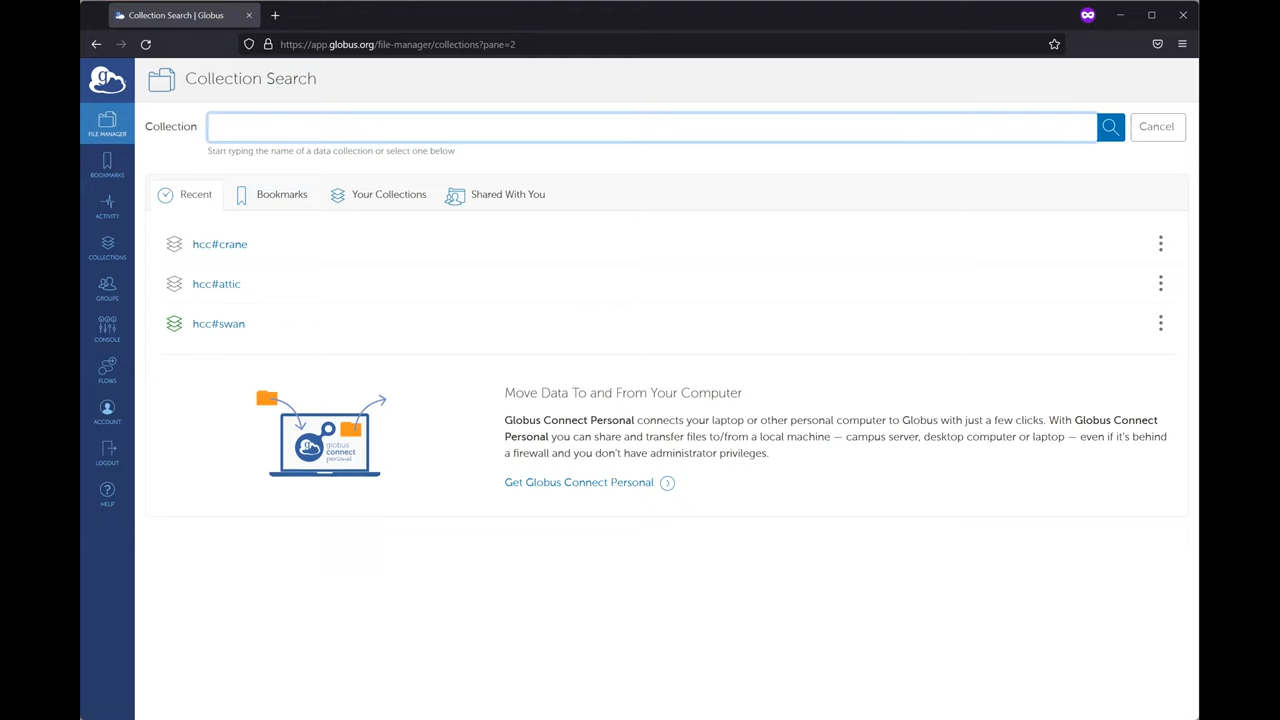 Collection Search | Globus
https://app.globus.org/file-manager/collections?pane=2
g
Collection Search
FILE MANAGER
BOOKMARKS
ACTIVITY
COLLECTIONS
GROUPS
CONSOLE
FLOWS
ACCOUNT
LOGOUT
HELP
Collection
Cancel
Start typing the name of a data collection or select one below
Recent
Bookmarks
Your Collections
Shared With You
hcc#crane
hcc#attic
hcc#swan
g
globus
connect
personal
Move Data To and From Your Computer
Globus Connect Personal connects your laptop or other personal computer to Globus with just a few clicks. With Globus Connect
Personal you can share and transfer files to/from a local machine — campus server, desktop computer or laptop — even if it's behind
a firewall and you don't have administrator privileges.
Get Globus Connect Personal